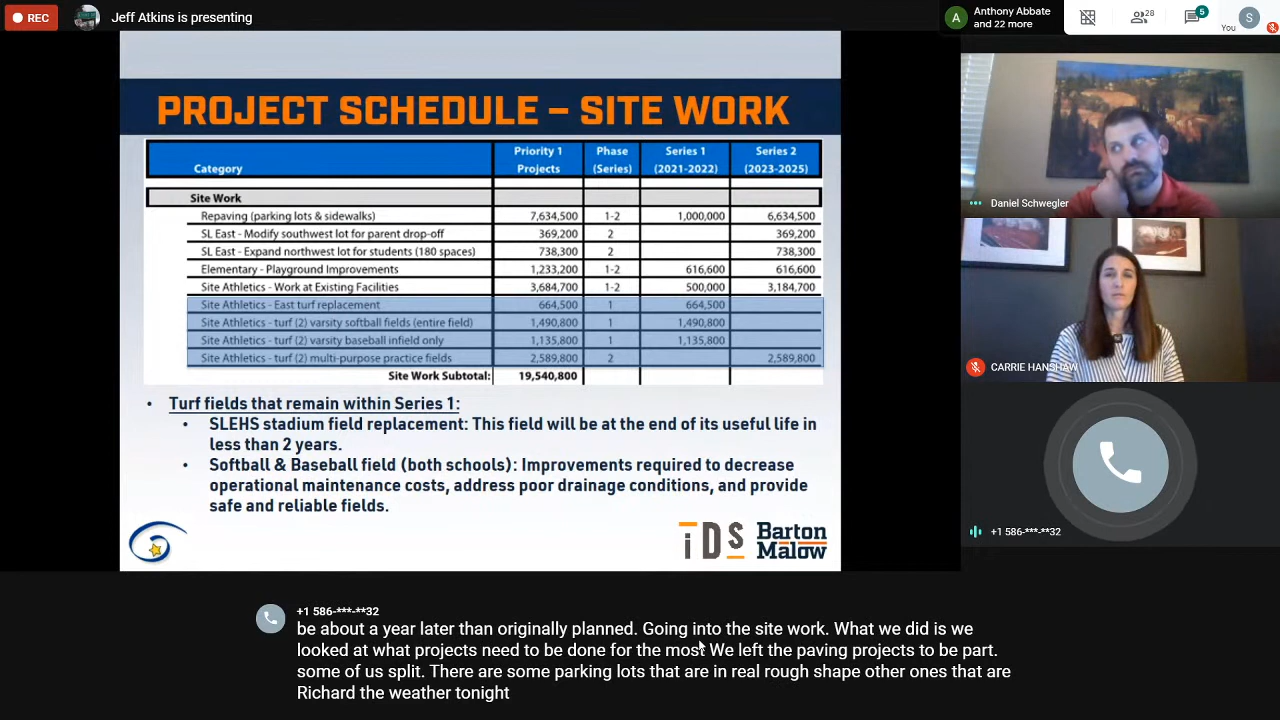 REC
Jeff Atkins is presenting
A
Anthony Abbate
and 22 more
28
5
S
You
PROJECT SCHEDULE – SITE WORK
Category Priority 1 Projects Phase (Series) Series 1 (2021-2022) Series 2 (2023-2025)
Site Work
Repaving (parking lots & sidewalks) 7,634,500 1-2 1,000,000 6,634,500
SL East - Modify southwest lot for parent drop-off 369,200 2 369,200
SL East - Expand northwest lot for students (180 spaces) 738,300 2 738,300
Elementary - Playground Improvements 1,233,200 1-2 616,600 616,600
Site Athletics - Work at Existing Facilities 3,684,700 1-2 500,000 3,184,700
Site Athletics - East turf replacement 664,500 1 664,500
Site Athletics - turf (2) varsity softball fields (entire field) 1,490,800 1 1,490,800
Site Athletics - turf (2) varsity baseball infield only 1,135,800 1 1,135,800
Site Athletics - turf (2) multi-purpose practice fields 2,589,800 2 2,589,800
Site Work Subtotal: 19,540,800
• Turf fields that remain within Series 1:
• SLEHS stadium field replacement: This field will be at the end of its useful life in
less than 2 years.
• Softball & Baseball field (both schools): Improvements required to decrease
operational maintenance costs, address poor drainage conditions, and provide
safe and reliable fields.
iDS
Barton
Malow
Daniel Schwegler
CARRIE HANSHAW
+1 586-***-**32
+1 586-***-**32
be about a year later than originally planned. Going into the site work. What we did is we
looked at what projects need to be done for the most We left the paving projects to be part.
some of us split. There are some parking lots that are in real rough shape other ones that are
Richard the weather tonight